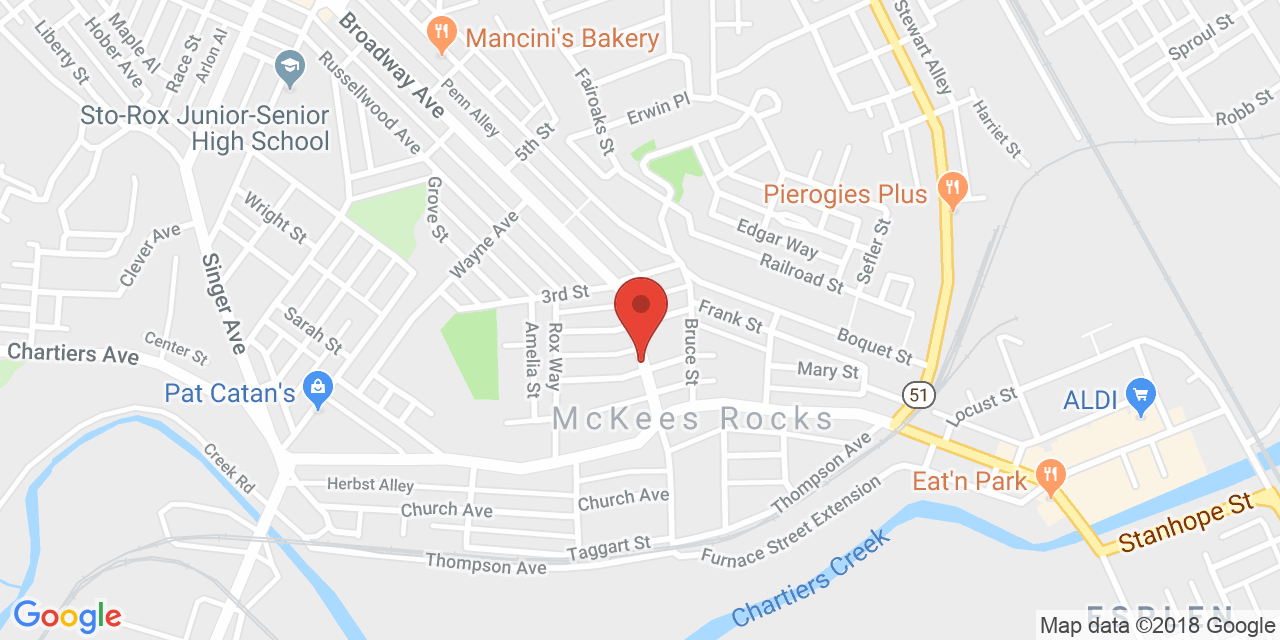 Stewart Alley
Sproul St
Robb St
Liberty St
Hober Ave
Maple Al
Race St
Arlon Al
Broadway Ave
Mancini's Bakery
Russellwood Ave
Penn Alley
5th St
Fairoaks St
Erwin Pl
Harriet St
Sto-Rox Junior-Senior
High School
Pierogies Plus
Wright St
Grove St
Wayne Ave
Edgar Way
Railroad St
Sefler St
Clever Ave
Singer Ave
3rd St
Frank St
Boquet St
Bruce St
Sarah St
Center St
Chartiers Ave
Amelia St
Rox Way
Mary St
Pat Catan's
51
Locust St
ALDI
McKees Rocks
Thompson Ave
Eat'n Park
Creek Rd
Herbst Alley
Church Ave
Church Ave
Furnace Street Extension
Stanhope St
Taggart St
Thompson Ave
Chartiers Creek
ESPLEN
Google
Map data ©2018 Google